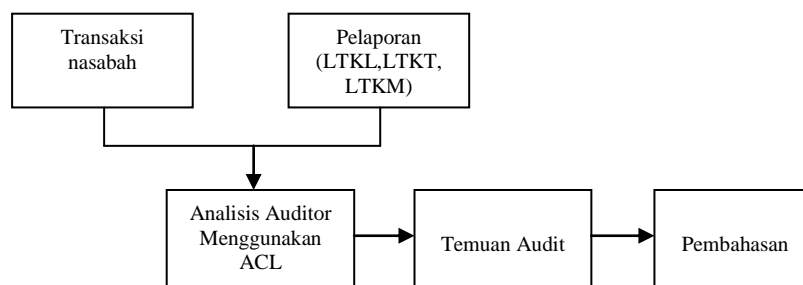 Transaksi
nasabah
Pelaporan
(LTKL,LTKT,
LTKM)
Analisis Auditor
Menggunakan
ACL
Temuan Audit
Pembahasan